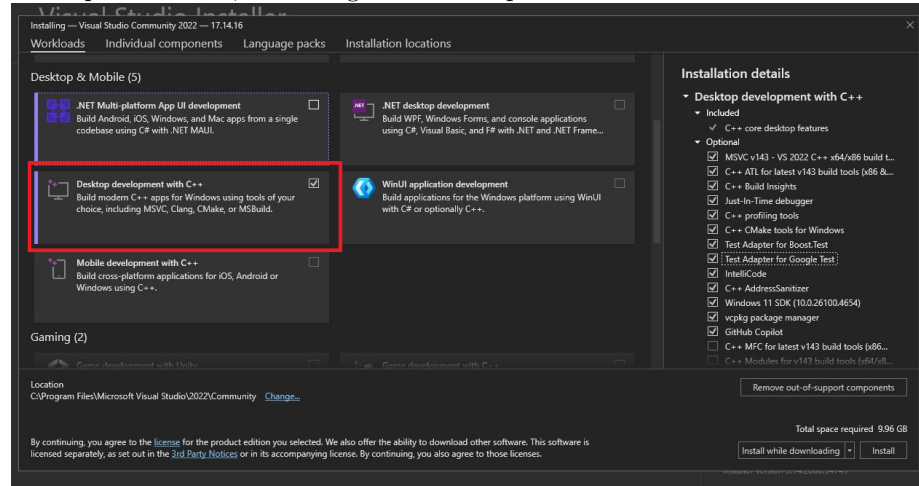 Visual Studio Installer
Installing — Visual Studio Community 2022 — 17.14.16
Workloads Individual components Language packs Installation locations
Desktop & Mobile (5)
.NET Multi-platform App UI development
Build Android, iOS, Windows, and Mac apps from a single
codebase using C# with .NET MAUI.
.NET desktop development
Build WPF, Windows Forms, and console applications
using C#, Visual Basic, and F# with .NET and .NET Frame...
Desktop development with C++
Build modern C++ apps for Windows using tools of your
choice, including MSVC, Clang, CMake, or MSBuild.
WinUI application development
Build applications for the Windows platform using WinUI
with C# or optionally C++.
Mobile development with C++
Build cross-platform applications for iOS, Android or
Windows using C++.
Gaming (2)
Game development with Unity
Game development with C++
Installation details
Desktop development with C++
Included
C++ core desktop features
Optional
MSVC v143 - VS 2022 C++ x64/x86 build t...
C++ ATL for latest v143 build tools (x86 &...
C++ Build Insights
Just-In-Time debugger
C++ profiling tools
C++ CMake tools for Windows
Test Adapter for Boost.Test
Test Adapter for Google Test
IntelliCode
C++ AddressSanitizer
Windows 11 SDK (10.0.26100.4654)
vcpkg package manager
GitHub Copilot
C++ MFC for latest v143 build tools (x86...
C++ Modules for v143 build tools (x64/x8...
Location
C:\Program Files\Microsoft Visual Studio\2022\Community Change...
Remove out-of-support components
Total space required 9.96 GB
By continuing, you agree to the license for the product edition you selected. We also offer the ability to download other software. This software is
licensed separately, as set out in the 3rd Party Notices or in its accompanying license. By continuing, you also agree to those licenses.
Install while downloading Install